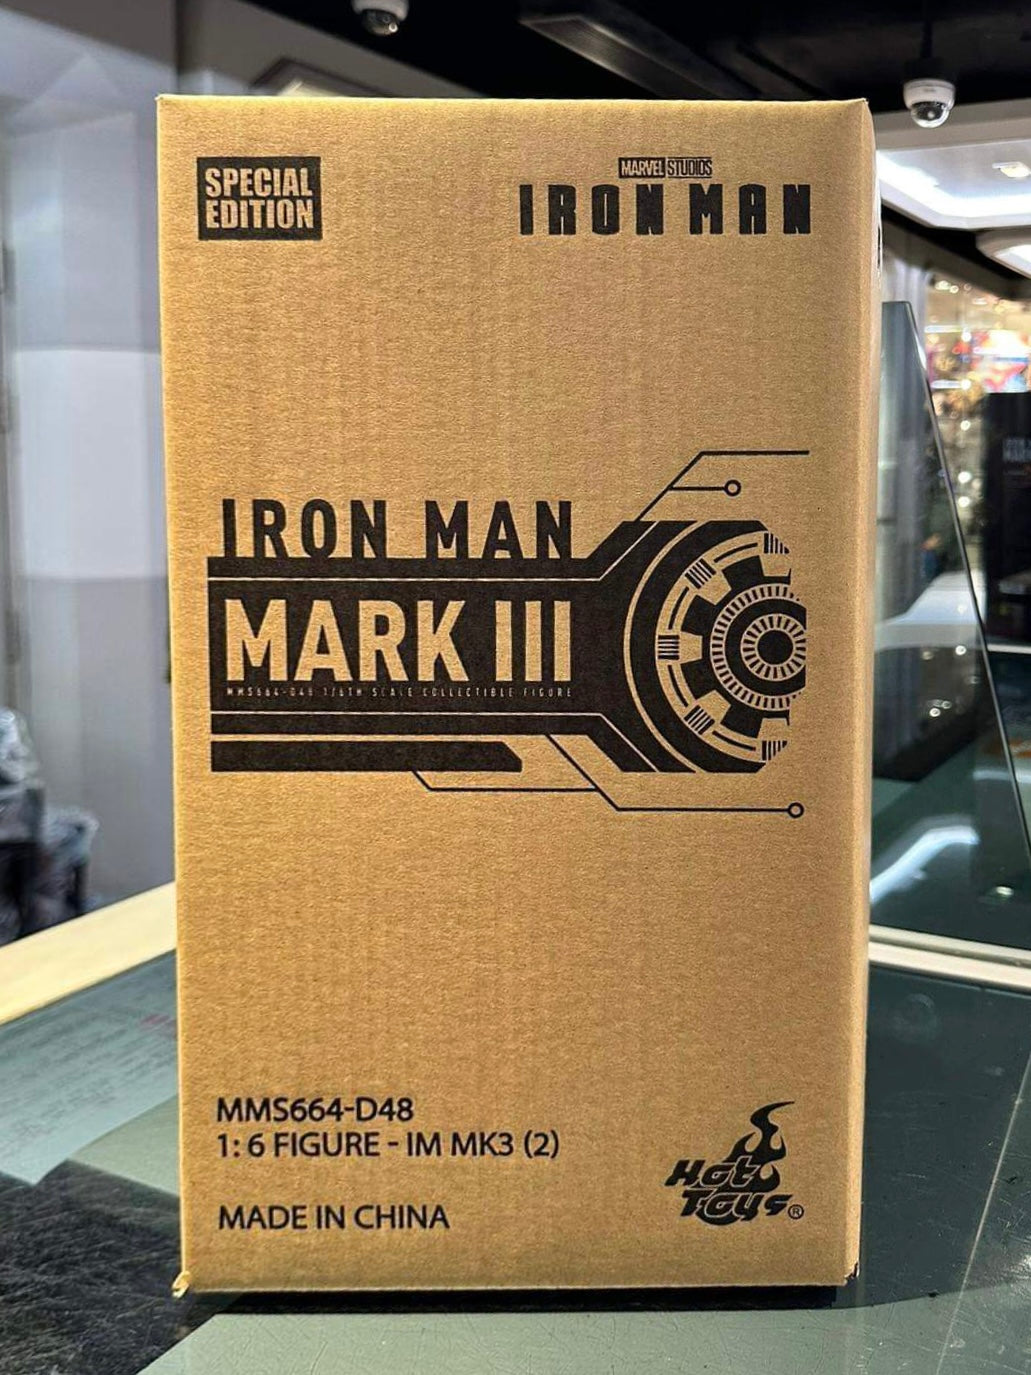 SPECIAL
EDITION
MARVEL STUDIOS
IRON MAN
IRON MAN
MARK III
MMS664-D48 1/6TH SCALE COLLECTIBLE FIGURE
MMS664-D48
1:6 FIGURE - IM MK3 (2)
MADE IN CHINA
Hot
Toys®